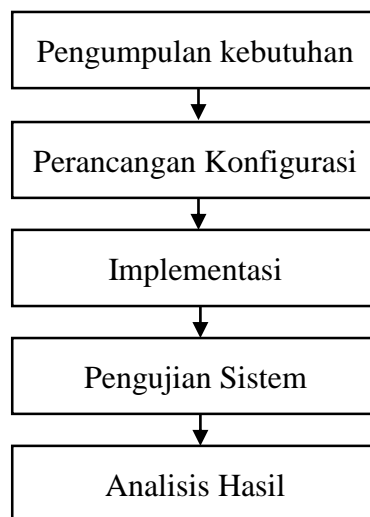 Pengumpulan kebutuhan
Perancangan Konfigurasi
Implementasi
Pengujian Sistem
Analisis Hasil